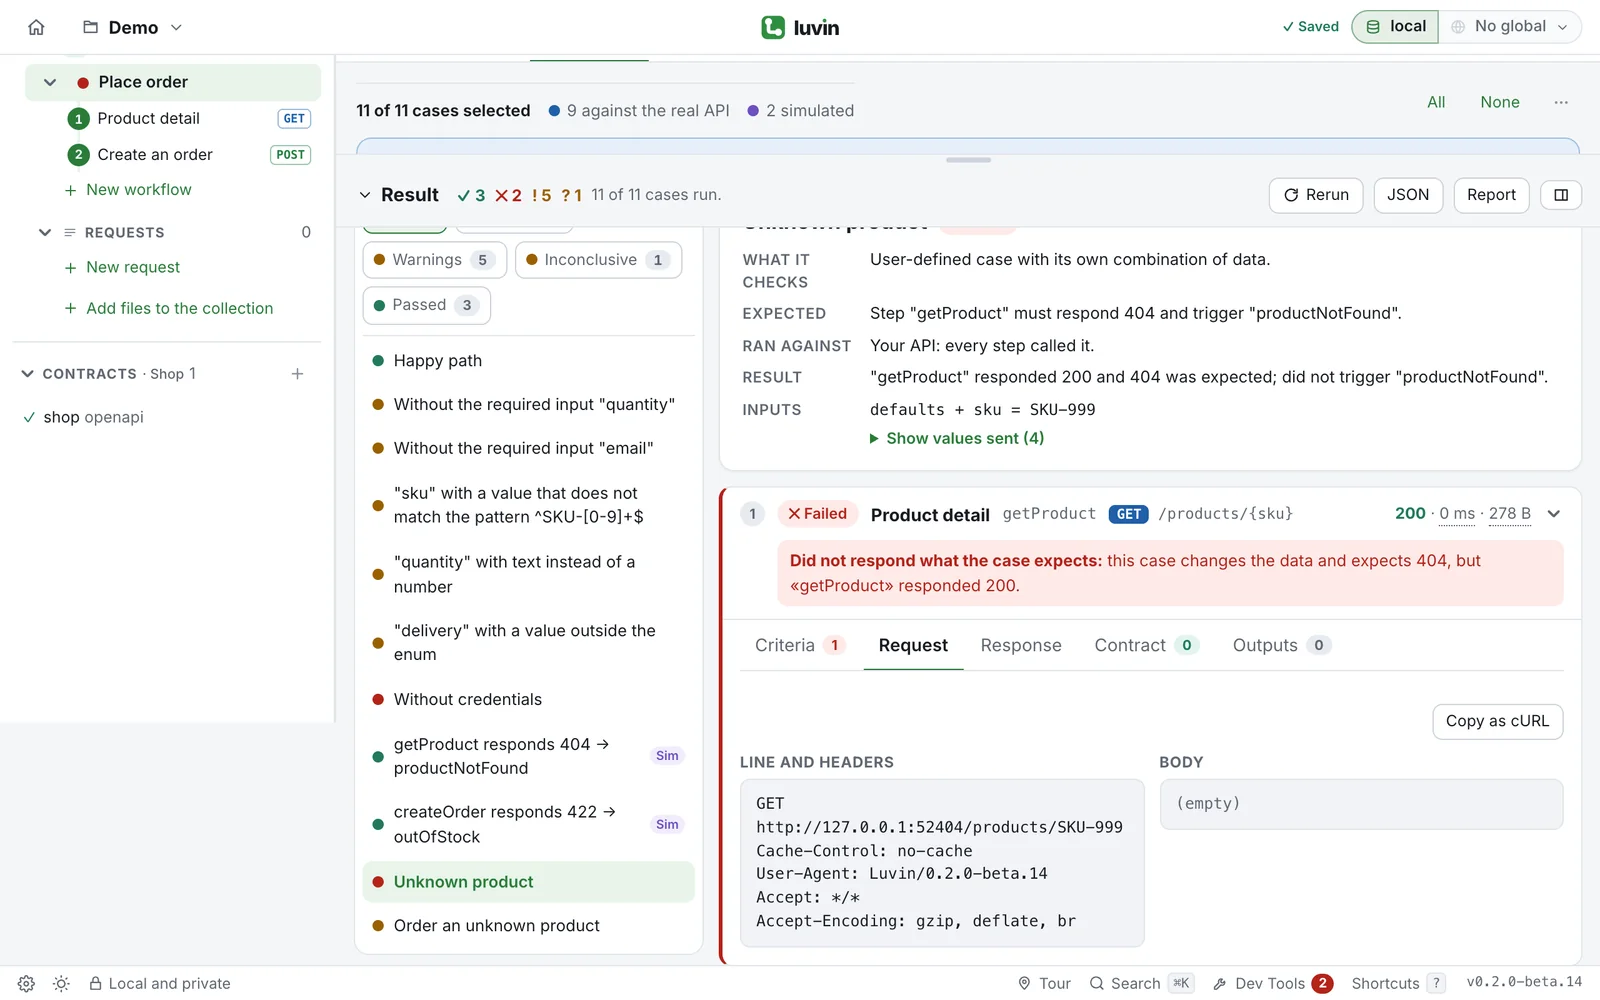 Demo
luvin
Saved
local
No global
Place order
1 Product detail GET
2 Create an order POST
+ New workflow
REQUESTS 0
+ New request
+ Add files to the collection
CONTRACTS · Shop 1 +
shop openapi
11 of 11 cases selected 9 against the real API 2 simulated
All None ...
Result ✓ 3 ✕ 2 ! 5 ? 1 11 of 11 cases run.
Rerun JSON Report
Warnings 5 Inconclusive 1
Passed 3
Happy path
Without the required input "quantity"
Without the required input "email"
"sku" with a value that does not
match the pattern ^SKU-[0-9]+$
"quantity" with text instead of a
number
"delivery" with a value outside the
enum
Without credentials
getProduct responds 404 →
productNotFound
Sim
createOrder responds 422 →
outOfStock
Sim
Unknown product
Order an unknown product
Unknown product
WHAT IT
CHECKS
User-defined case with its own combination of data.
EXPECTED Step "getProduct" must respond 404 and trigger "productNotFound".
RAN AGAINST Your API: every step called it.
RESULT "getProduct" responded 200 and 404 was expected; did not trigger "productNotFound".
INPUTS defaults + sku = SKU-999
Show values sent (4)
1 ✕ Failed Product detail getProduct GET /products/{sku} 200 · 0 ms · 278 B
Did not respond what the case expects: this case changes the data and expects 404, but
«getProduct» responded 200.
Criteria 1 Request Response Contract 0 Outputs 0
Copy as cURL
LINE AND HEADERS
GET
http://127.0.0.1:52404/products/SKU-999
Cache-Control: no-cache
User-Agent: Luvin/0.2.0-beta.14
Accept: */*
Accept-Encoding: gzip, deflate, br
BODY
(empty)
Local and private
Tour Search ⌘K Dev Tools 2 Shortcuts ? v0.2.0-beta.14